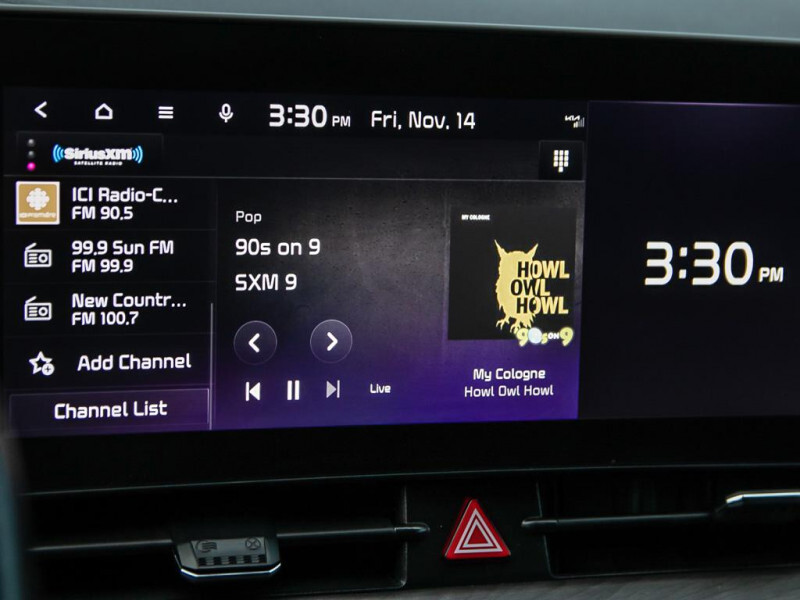 3:30 PM Fri, Nov. 14
SiriusXM
SATELLITE RADIO
ICI Radio-C...
FM 90.5
99.9 Sun FM
FM 99.9
New Countr...
FM 100.7
Add Channel
Channel List
Pop
90s on 9
SXM 9
Live
MY COLOGNE
HOWL
OWL
HOWL
90s ON 9
My Cologne
Howl Owl Howl
3:30 PM